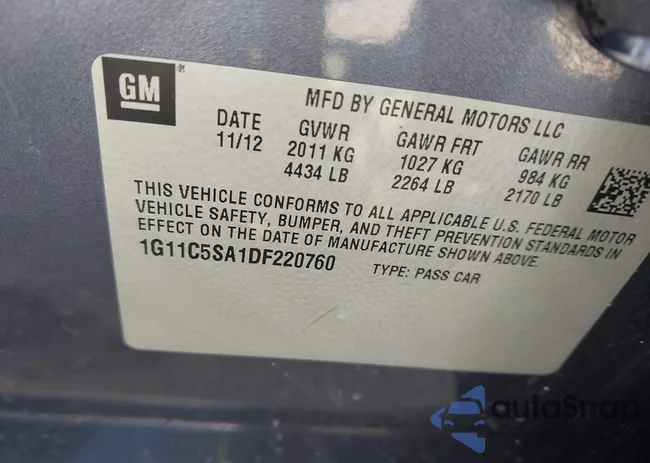 GM®
MFD BY GENERAL MOTORS LLC
DATE GVWR GAWR FRT GAWR RR
11/12 2011 KG 1027 KG 984 KG
4434 LB 2264 LB 2170 LB
THIS VEHICLE CONFORMS TO ALL APPLICABLE U.S. FEDERAL MOTOR
VEHICLE SAFETY, BUMPER, AND THEFT PREVENTION STANDARDS IN
EFFECT ON THE DATE OF MANUFACTURE SHOWN ABOVE.
1G11C5SA1DF220760 TYPE: PASS CAR
autoSnap